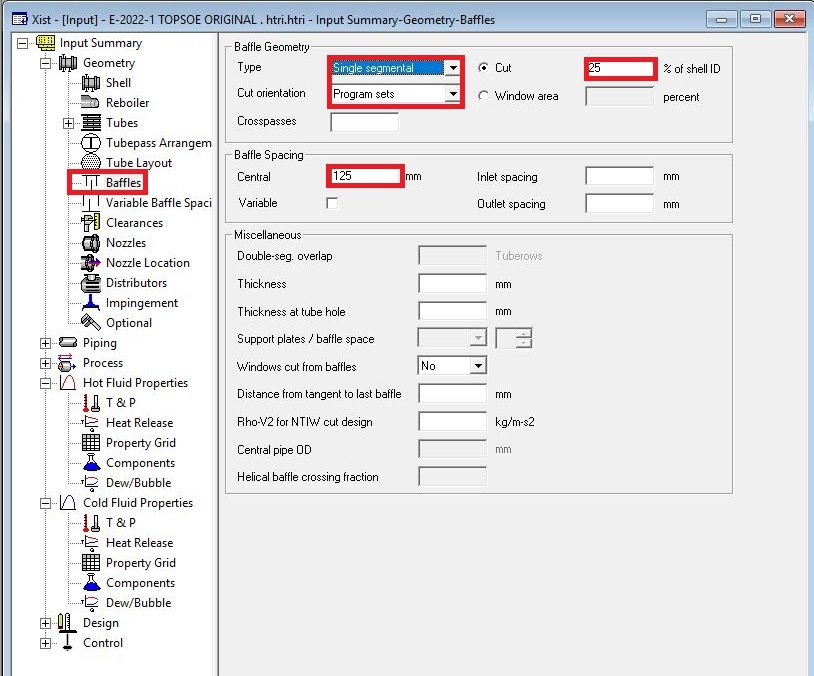 Xist - [Input] - E-2022-1 TOPSOE ORIGINAL . htri.htri - Input Summary-Geometry-Baffles
Input Summary
Geometry
Shell
Reboiler
Tubes
Tubepass Arrangem
Tube Layout
Baffles
Variable Baffle Spaci
Clearances
Nozzles
Nozzle Location
Distributors
Impingement
Optional
Piping
Process
Hot Fluid Properties
T & P
Heat Release
Property Grid
Components
Dew/Bubble
Cold Fluid Properties
T & P
Heat Release
Property Grid
Components
Dew/Bubble
Design
Control
Baffle Geometry
Type Single segmental Cut 25 % of shell ID
Cut orientation Program sets Window area percent
Crosspasses
Baffle Spacing
Central 125 mm Inlet spacing mm
Variable Outlet spacing mm
Miscellaneous
Double-seg. overlap Tuberows
Thickness mm
Thickness at tube hole mm
Support plates / baffle space
Windows cut from baffles No
Distance from tangent to last baffle mm
Rho-V2 for NTIW cut design kg/m-s2
Central pipe OD mm
Helical baffle crossing fraction